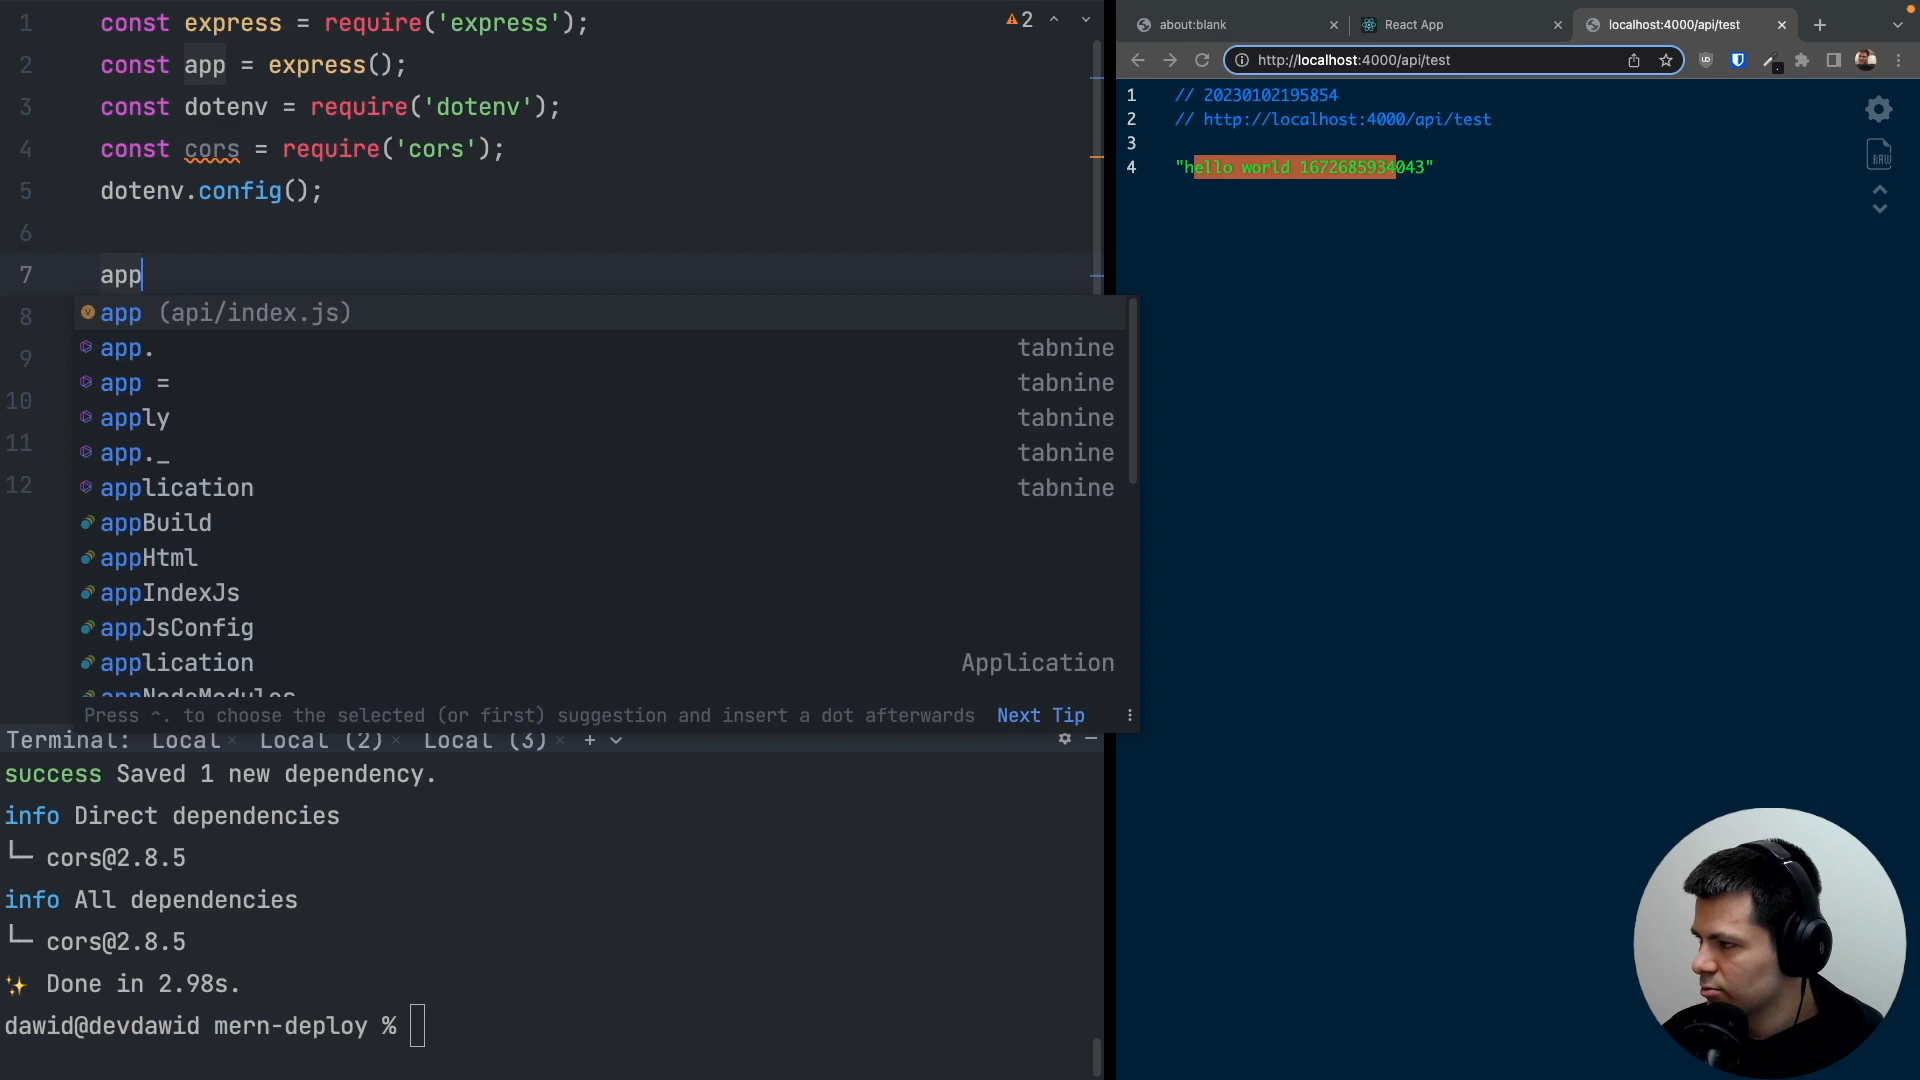 1 const express = require('express');
2 const app = express();
3 const dotenv = require('dotenv');
4 const cors = require('cors');
5 dotenv.config();
6
7 app
8
9
10
11
12
2
app (api/index.js)
app. tabnine
app = tabnine
apply tabnine
app._ tabnine
application tabnine
appBuild
appHtml
appIndexJs
appJsConfig
application Application
appNodeModules
Press ^. to choose the selected (or first) suggestion and insert a dot afterwards Next Tip
Terminal: Local × Local (2) × Local (3) × +
success Saved 1 new dependency.
info Direct dependencies
└─ cors@2.8.5
info All dependencies
└─ cors@2.8.5
✨ Done in 2.98s.
dawid@devdawid mern-deploy %
about:blank React App localhost:4000/api/test
http://localhost:4000/api/test
1 // 20230102195854
2 // http://localhost:4000/api/test
3
4 "hello world 1672685934043"
RAW